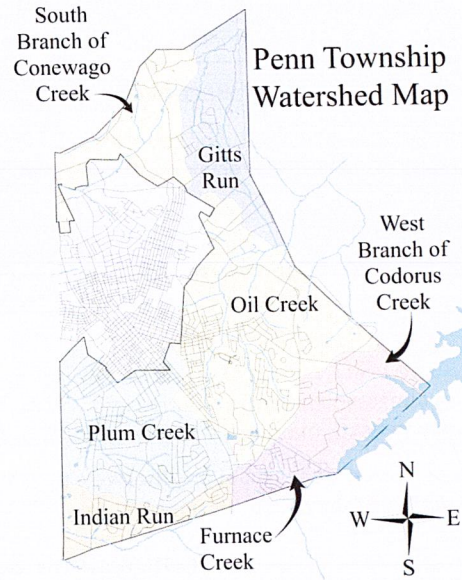 South
Branch of
Conewago
Creek
Penn Township
Watershed Map
Gitts
Run
West
Branch of
Codorus
Creek
Oil Creek
Plum Creek
Indian Run
Furnace
Creek
N
W E
S